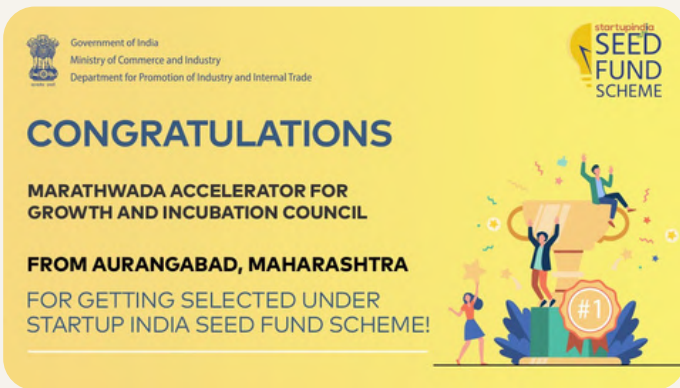 Government of India
Ministry of Commerce and Industry
Department for Promotion of Industry and Internal Trade
startupindia
SEED
FUND
SCHEME
CONGRATULATIONS
MARATHWADA ACCELERATOR FOR
GROWTH AND INCUBATION COUNCIL
FROM AURANGABAD, MAHARASHTRA
FOR GETTING SELECTED UNDER
STARTUP INDIA SEED FUND SCHEME!
#1